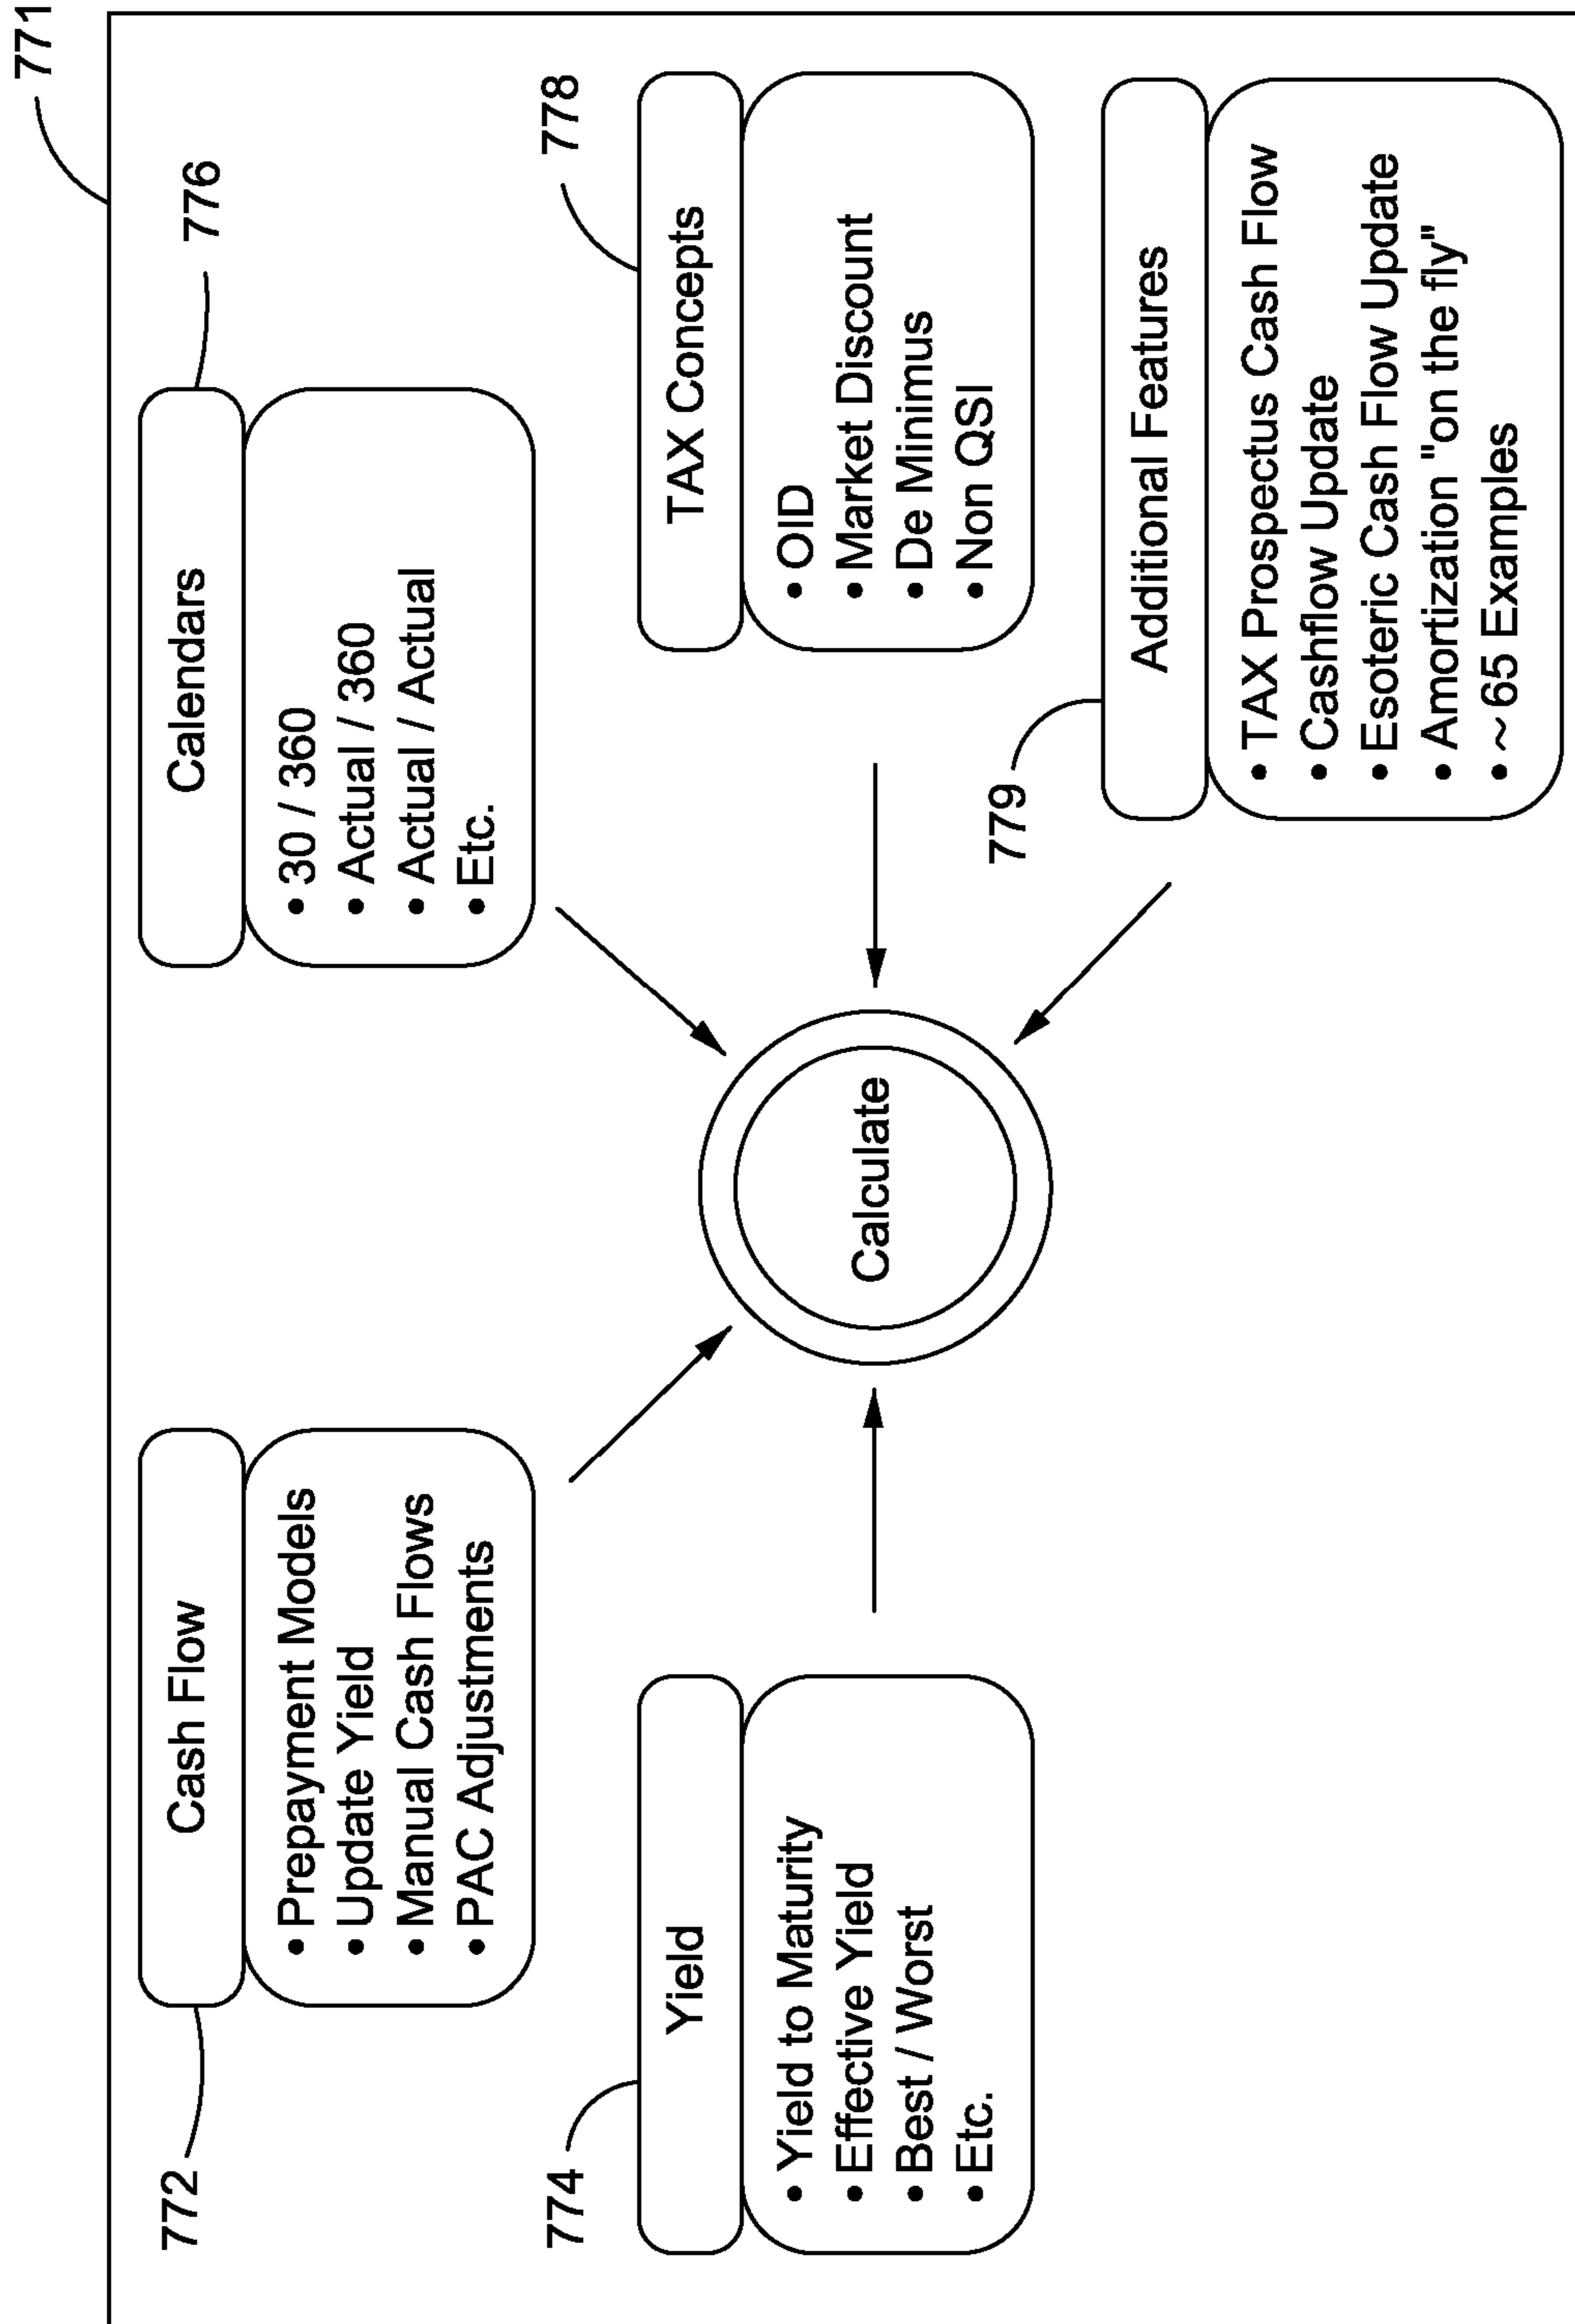 771
772
Cash Flow
• Prepayment Models
• Update Yield
• Manual Cash Flows
• PAC Adjustments
776
Calendars
• 30 / 360
• Actual / 360
• Actual / Actual
• Etc.
774
Yield
• Yield to Maturity
• Effective Yield
• Best / Worst
• Etc.
Calculate
778
TAX Concepts
• OID
• Market Discount
• De Minimus
• Non QSI
779
Additional Features
• TAX Prospectus Cash Flow
• Cashflow Update
• Esoteric Cash Flow Update
• Amortization "on the fly"
• ~65 Examples